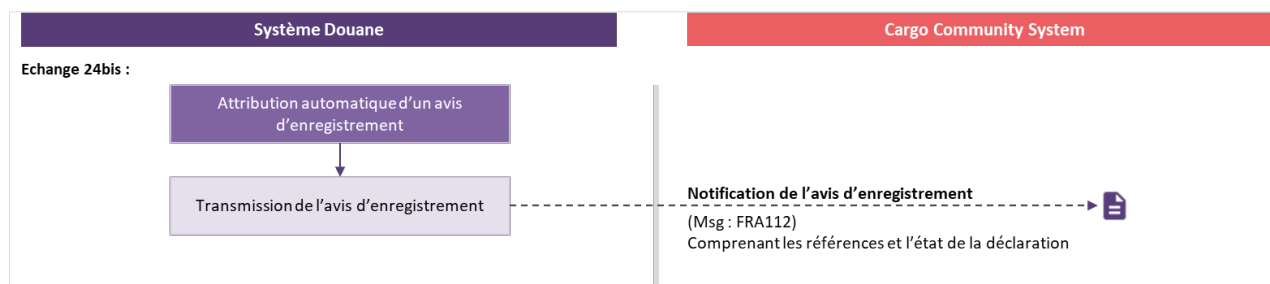 Système Douane
Cargo Community System
Echange 24bis :
Attribution automatique d’un avis
d’enregistrement
Transmission de l’avis d’enregistrement
Notification de l’avis d’enregistrement
(Msg : FRA112)
Comprenant les références et l’état de la déclaration